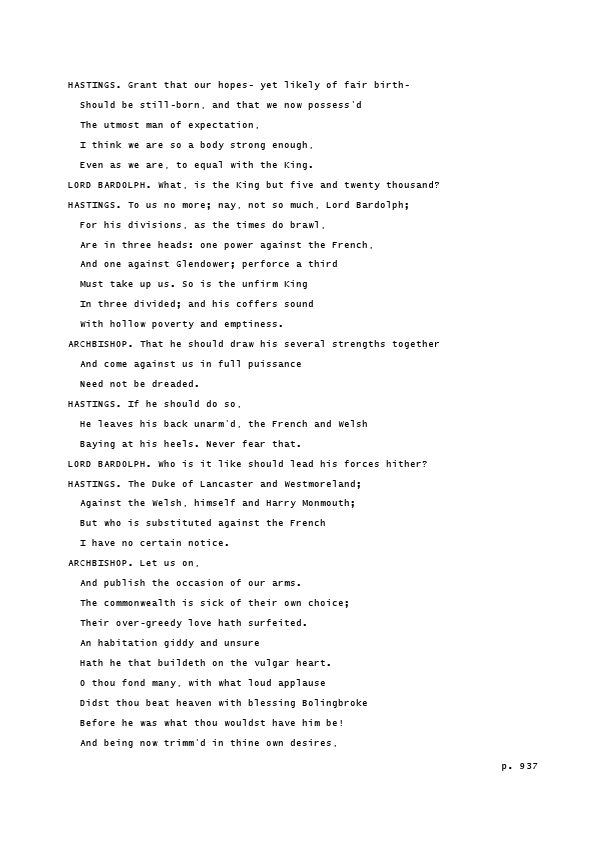 HASTINGS. Grant that our hopes- yet likely of fair birth-
Should be still-born, and that we now possess'd
The utmost man of expectation,
I think we are so a body strong enough,
Even as we are, to equal with the King.
LORD BARDOLPH. What, is the King but five and twenty thousand?
HASTINGS. To us no more; nay, not so much, Lord Bardolph;
For his divisions, as the times do brawl,
Are in three heads: one power against the French,
And one against Glendower; perforce a third
Must take up us. So is the unfirm King
In three divided; and his coffers sound
With hollow poverty and emptiness.
ARCHBISHOP. That he should draw his several strengths together
And come against us in full puissance
Need not be dreaded.
HASTINGS. If he should do so,
He leaves his back unarm'd, the French and Welsh
Baying at his heels. Never fear that.
LORD BARDOLPH. Who is it like should lead his forces hither?
HASTINGS. The Duke of Lancaster and Westmoreland;
Against the Welsh, himself and Harry Monmouth;
But who is substituted against the French
I have no certain notice.
ARCHBISHOP. Let us on,
And publish the occasion of our arms.
The commonwealth is sick of their own choice;
Their over-greedy love hath surfeited.
An habitation giddy and unsure
Hath he that buildeth on the vulgar heart.
O thou fond many, with what loud applause
Didst thou beat heaven with blessing Bolingbroke
Before he was what thou wouldst have him be!
And being now trimm'd in thine own desires,
p. 937